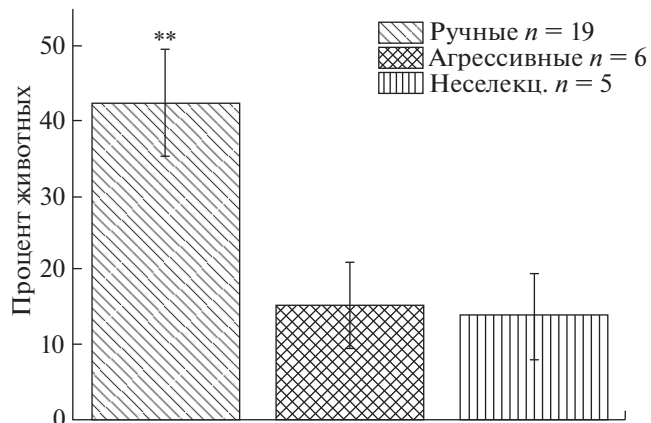 Процент животных
50
40
30
20
10
0
**
Ручные n = 19
Агрессивные n = 6
Неселекц. n = 5